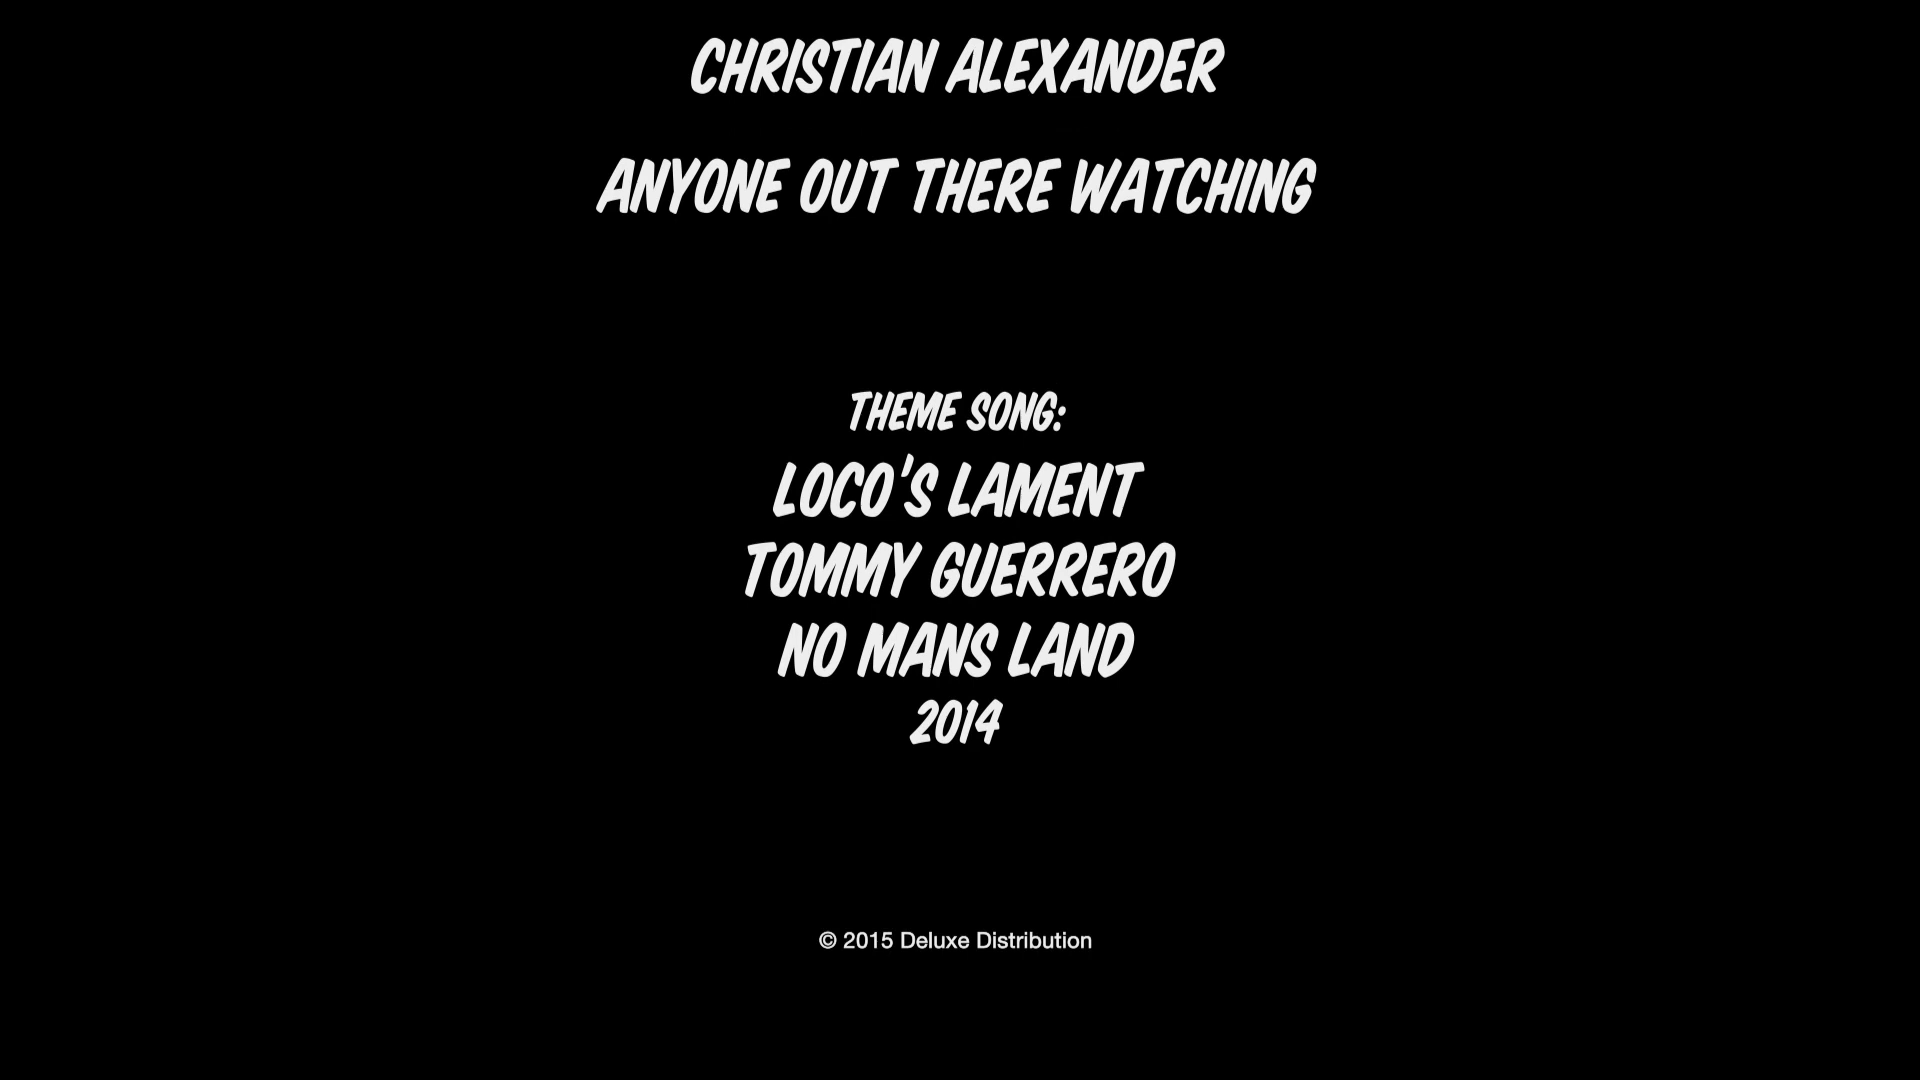 CHRISTIAN ALEXANDER
ANYONE OUT THERE WATCHING
THEME SONG:
LOCO'S LAMENT
TOMMY GUERRERO
NO MANS LAND
2014
© 2015 Deluxe Distribution